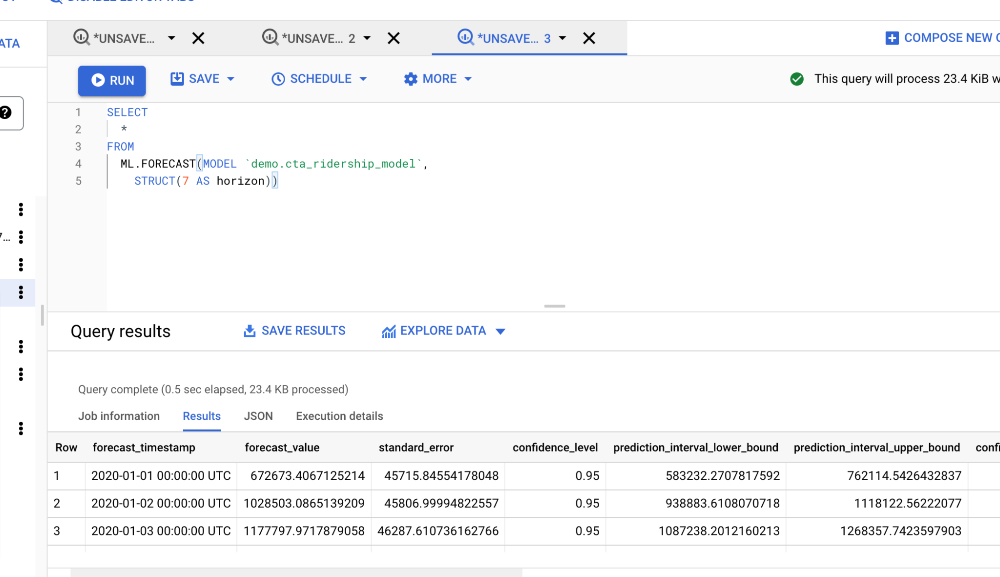 DISABLE EDITOR TABS
ATA
*UNSAVE... *UNSAVE... 2 *UNSAVE... 3 COMPOSE NEW
RUN SAVE SCHEDULE MORE This query will process 23.4 KiB w
?
1 SELECT
2 *
3 FROM
4 ML.FORECAST(MODEL `demo.cta_ridership_model`,
5 STRUCT(7 AS horizon))
Query results SAVE RESULTS EXPLORE DATA
Query complete (0.5 sec elapsed, 23.4 KB processed)
Job information Results JSON Execution details
Row forecast_timestamp forecast_value standard_error confidence_level prediction_interval_lower_bound prediction_interval_upper_bound confi
1 2020-01-01 00:00:00 UTC 672673.4067125214 45715.84554178048 0.95 583232.2707817592 762114.5426432837
2 2020-01-02 00:00:00 UTC 1028503.0865139209 45806.99994822557 0.95 938883.6108070718 1118122.56222077
3 2020-01-03 00:00:00 UTC 1177797.9717879058 46287.610736162766 0.95 1087238.2012160213 1268357.7423597903